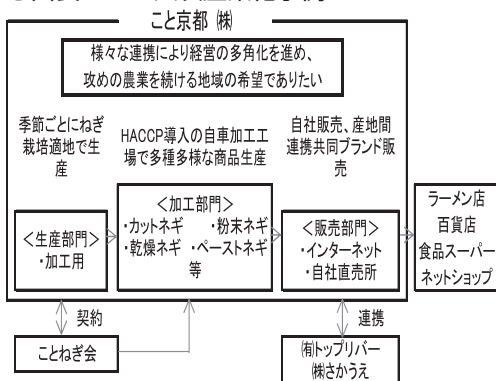 こと京都 ㈱
様々な連携により経営の多角化を進め、
攻めの農業を続ける地域の希望でありたい
季節ごとにねぎ
栽培適地で生
産
HACCP導入の自車加工工
場で多種多様な商品生産
自社販売、産地間
連携共同ブランド販
売
＜生産部門＞
・加工用
＜加工部門＞
・カットネギ ・粉末ネギ
・乾燥ネギ ・ペーストネギ
等
＜販売部門＞
・インターネット
・自社直売所
ラーメン店
百貨店
食品スーパー
ネットショップ
契約
連携
ことねぎ会
㈲トップリバー
㈱さかうえ